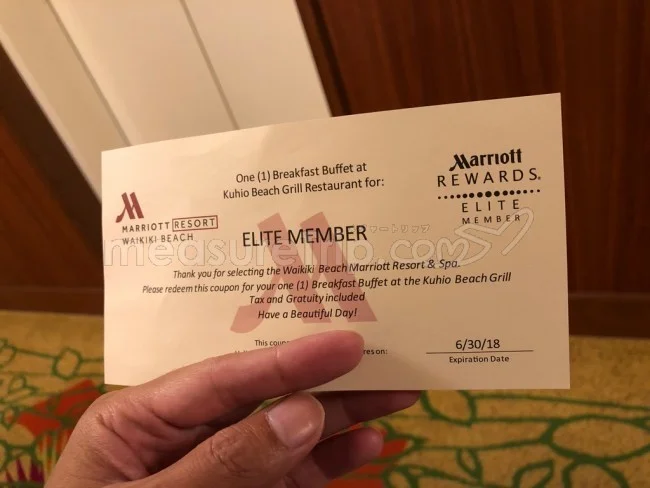 One (1) Breakfast Buffet at
Kuhio Beach Grill Restaurant for:
Marriott
REWARDS.
ELITE
MEMBER
MARRIOTT RESORT
WAIKIKI BEACH
ELITE MEMBER
Thank you for selecting the Waikiki Beach Marriott Resort & Spa.
Please redeem this coupon for your one (1) Breakfast Buffet at the Kuhio Beach Grill
Tax and Gratuity included
Have a Beautiful Day!
This
on:
6/30/18
Expiration Date